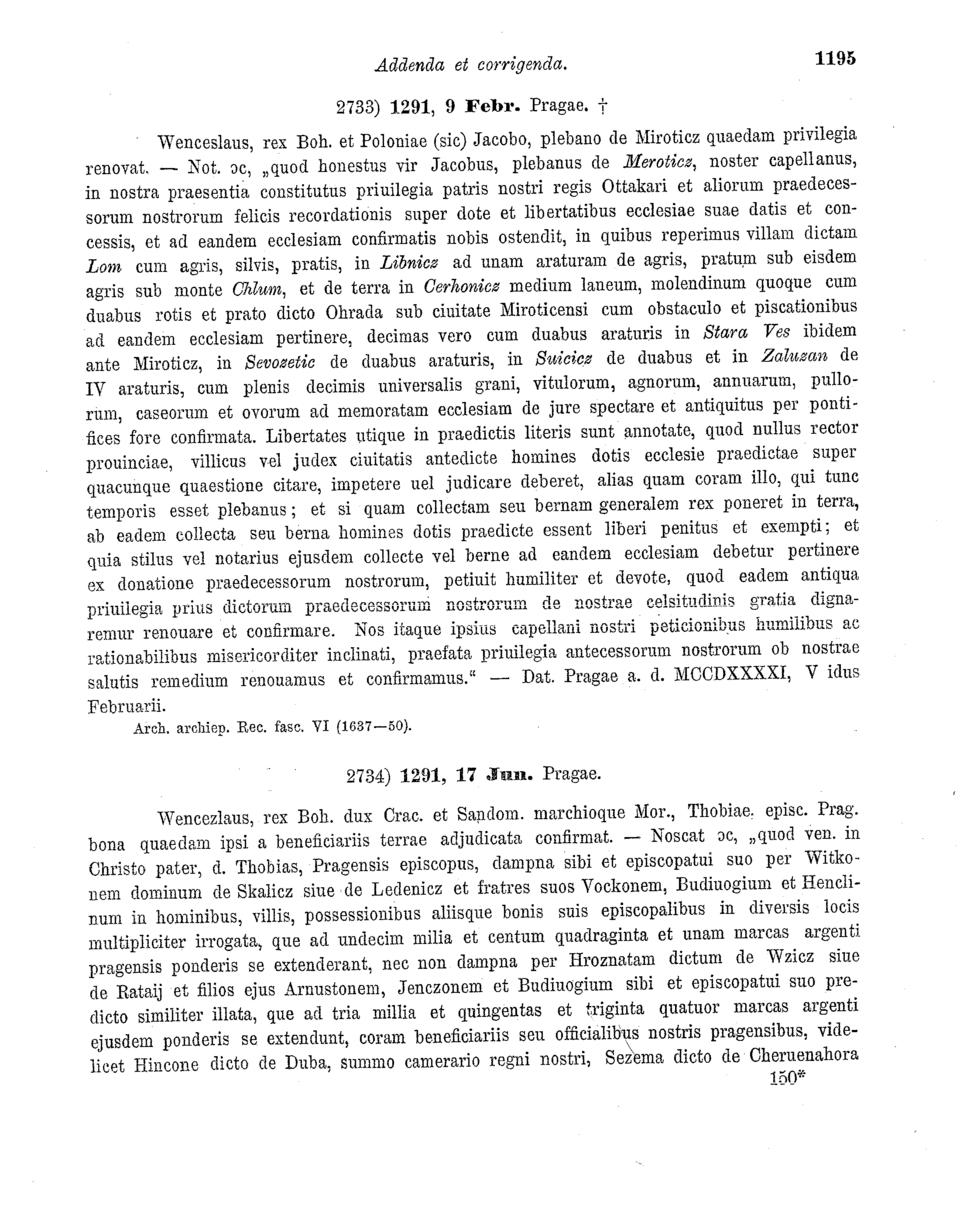 Addenda et corrigenda.
1195
2733) 1291, 9 Febr. Pragae. †
Wenceslaus, rex Boh. et Poloniae (sic) Jacobo, plebano de Miroticz quaedam privilegia
renovat. — Not. ɔc, „quod honestus vir Jacobus, plebanus de Meroticz, noster capellanus,
in nostra praesentia constitutus priuilegia patris nostri regis Ottakari et aliorum praedeces-
sorum nostrorum felicis recordationis super dote et libertatibus ecclesiae suae datis et con-
cessis, et ad eandem ecclesiam confirmatis nobis ostendit, in quibus reperimus villam dictam
Lom cum agris, silvis, pratis, in Libnicz ad unam araturam de agris, pratum sub eisdem
agris sub monte Chlum, et de terra in Cerhonicz medium laneum, molendinum quoque cum
duabus rotis et prato dicto Ohrada sub ciuitate Miroticensi cum obstaculo et piscationibus
ad eandem ecclesiam pertinere, decimas vero cum duabus araturis in Stara Ves ibidem
ante Miroticz, in Sevozetic de duabus araturis, in Suicicz de duabus et in Zaluzan de
IV araturis, cum plenis decimis universalis grani, vitulorum, agnorum, annuarum, pullo-
rum, caseorum et ovorum ad memoratam ecclesiam de jure spectare et antiquitus per ponti-
fices fore confirmata. Libertates utique in praedictis literis sunt annotate, quod nullus rector
prouinciae, villicus vel judex ciuitatis antedicte homines dotis ecclesie praedictae super
quacunque quaestione citare, impetere uel judicare deberet, alias quam coram illo, qui tunc
temporis esset plebanus; et si quam collectam seu bernam generalem rex poneret in terra,
ab eadem collecta seu berna homines dotis praedicte essent liberi penitus et exempti; et
quia stilus vel notarius ejusdem collecte vel berne ad eandem ecclesiam debetur pertinere
ex donatione praedecessorum nostrorum, petiuit humiliter et devote, quod eadem antiqua
priuilegia prius dictorum praedecessorum nostrorum de nostrae celsitudinis gratia digna-
remur renouare et confirmare. Nos itaque ipsius capellani nostri peticionibus humilibus ac
rationabilibus misericorditer inclinati, praefata priuilegia antecessorum nostrorum ob nostrae
salutis remedium renouamus et confirmamus.“ — Dat. Pragae a. d. MCCDXXXXI, V idus
Februarii.
Arch. archiep. Rec. fasc. VI (1637—50).
2734) 1291, 17 Jun. Pragae.
Wencezlaus, rex Boh. dux Crac. et Sandom. marchioque Mor., Thobiae. episc. Prag.
bona quaedam ipsi a beneficiariis terrae adjudicata confirmat. — Noscat ɔc, „quod ven. in
Christo pater, d. Thobias, Pragensis episcopus, dampna sibi et episcopatui suo per Witko-
nem dominum de Skalicz siue de Ledenicz et fratres suos Vockonem, Budiuogium et Hencli-
num in hominibus, villis, possessionibus aliisque bonis suis episcopalibus in diversis locis
multipliciter irrogata, que ad undecim milia et centum quadraginta et unam marcas argenti
pragensis ponderis se extenderant, nec non dampna per Hroznatam dictum de Wzicz siue
de Rataij et filios ejus Arnustonem, Jenczonem et Budiuogium sibi et episcopatui suo pre-
dicto similiter illata, que ad tria millia et quingentas et triginta quatuor marcas argenti
ejusdem ponderis se extendunt, coram beneficiariis seu officialibus nostris pragensibus, vide-
licet Hincone dicto de Duba, summo camerario regni nostri, Sezema dicto de Cheruenahora
150*